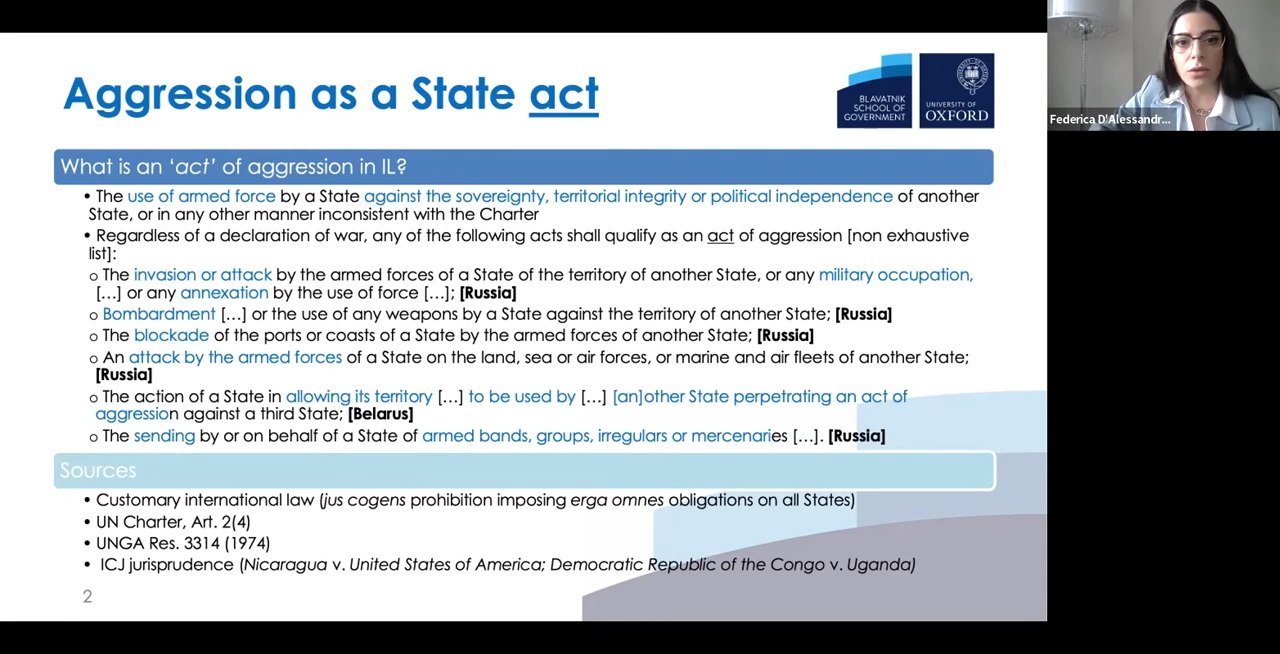 Aggression as a State act
BLAVATNIK
SCHOOL OF
GOVERNMENT
UNIVERSITY OF
OXFORD
Federica D'Alessandr...
What is an 'act' of aggression in IL?
• The use of armed force by a State against the sovereignty, territorial integrity or political independence of another
State, or in any other manner inconsistent with the Charter
• Regardless of a declaration of war, any of the following acts shall qualify as an act of aggression [non exhaustive
list]:
o The invasion or attack by the armed forces of a State of the territory of another State, or any military occupation,
[…] or any annexation by the use of force […]; [Russia]
o Bombardment […] or the use of any weapons by a State against the territory of another State; [Russia]
o The blockade of the ports or coasts of a State by the armed forces of another State; [Russia]
o An attack by the armed forces of a State on the land, sea or air forces, or marine and air fleets of another State;
[Russia]
o The action of a State in allowing its territory […] to be used by […] [an]other State perpetrating an act of
aggression against a third State; [Belarus]
o The sending by or on behalf of a State of armed bands, groups, irregulars or mercenaries […]. [Russia]
Sources
• Customary international law (jus cogens prohibition imposing erga omnes obligations on all States)
• UN Charter, Art. 2(4)
• UNGA Res. 3314 (1974)
• ICJ jurisprudence (Nicaragua v. United States of America; Democratic Republic of the Congo v. Uganda)
2